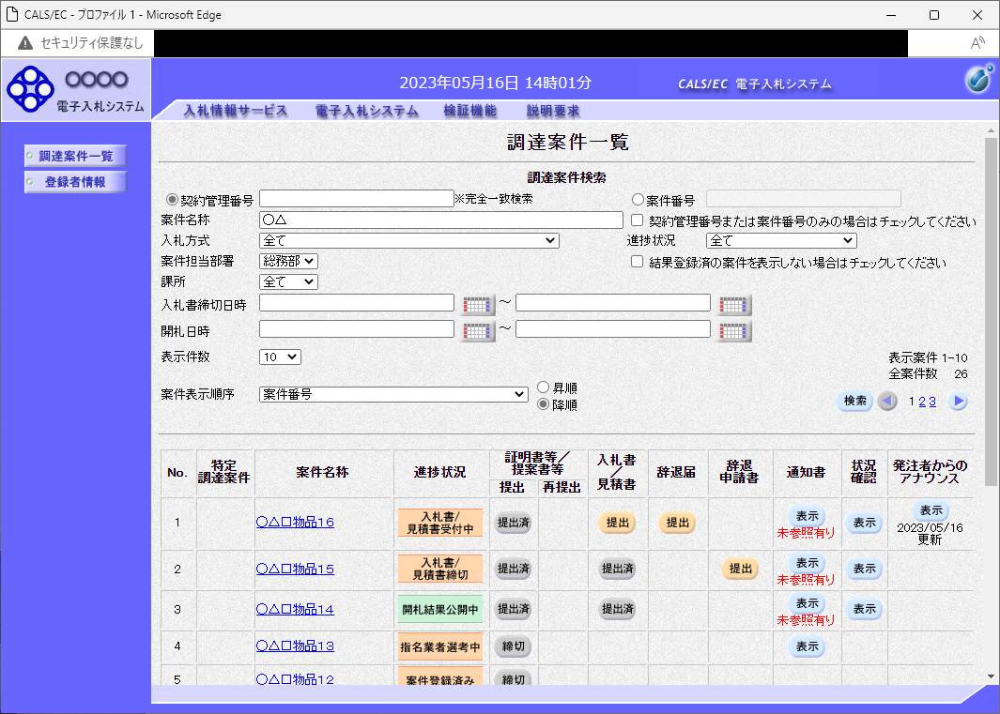 CALS/EC - プロファイル 1 - Microsoft Edge
セキュリティ保護なし
〇〇〇〇
電子入札システム
2023年05月16日 14時01分
CALS/EC 電子入札システム
入札情報サービス 電子入札システム 検証機能 説明要求
調達案件一覧
登録者情報
調達案件一覧
調達案件検索
契約管理番号 ※完全一致検索 案件番号
案件名称 〇△ 契約管理番号または案件番号のみの場合はチェックしてください
入札方式 全て 進捗状況 全て
案件担当部署 総務部 結果登録済の案件を表示しない場合はチェックしてください
課所 全て
入札書締切日時 ～
開札日時 ～
表示件数 10
表示案件 1-10
全案件数 26
案件表示順序 案件番号 昇順
降順
検索 1 2 3
No. 特定調達案件 案件名称 進捗状況 証明書等／提案書等 提出 再提出 入札書／見積書 辞退届 辞退申請書 通知書 状況確認 発注者からのアナウンス
1 〇△口物品16 入札書/見積書受付中 提出済 提出 提出 表示 未参照有り 表示 表示 2023/05/16 更新
2 〇△口物品15 入札書/見積書締切 提出済 提出済 提出 表示 未参照有り 表示
3 〇△口物品14 開札結果公開中 提出済 提出済 表示 未参照有り 表示
4 〇△口物品13 指名業者選考中 締切 表示
5 〇△口物品12 案件登録済み 締切